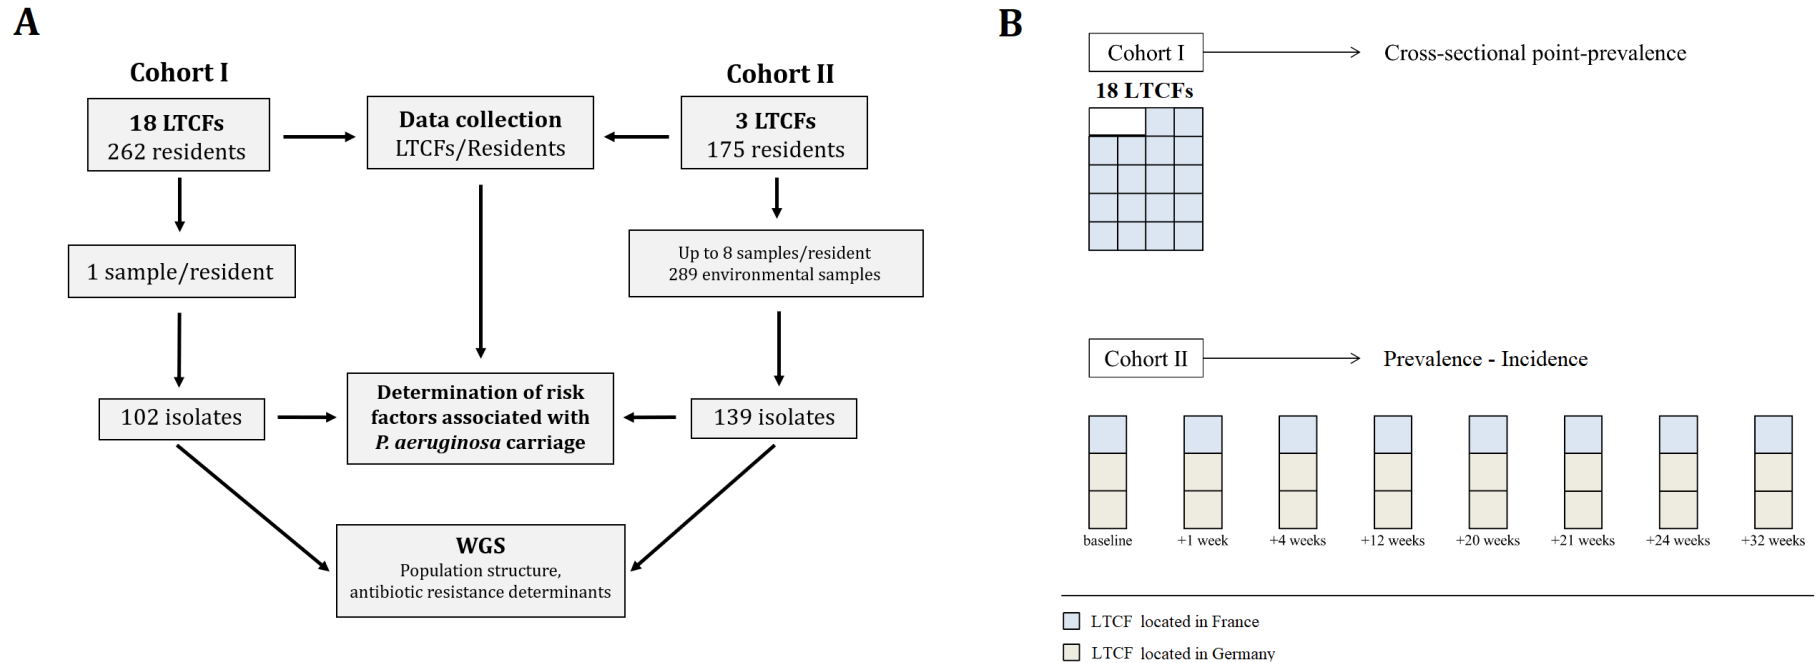 A
Cohort I
18 LTCFs
262 residents
Data collection
LTCFs/Residents
Cohort II
3 LTCFs
175 residents
1 sample/resident
Up to 8 samples/resident
289 environmental samples
102 isolates
Determination of risk
factors associated with
P. aeruginosa carriage
139 isolates
WGS
Population structure,
antibiotic resistance determinants
B
Cohort I
Cross-sectional point-prevalence
18 LTCFs
Cohort II
Prevalence - Incidence
baseline
+1 week
+4 weeks
+12 weeks
+20 weeks
+21 weeks
+24 weeks
+32 weeks
LTCF located in France
LTCF located in Germany